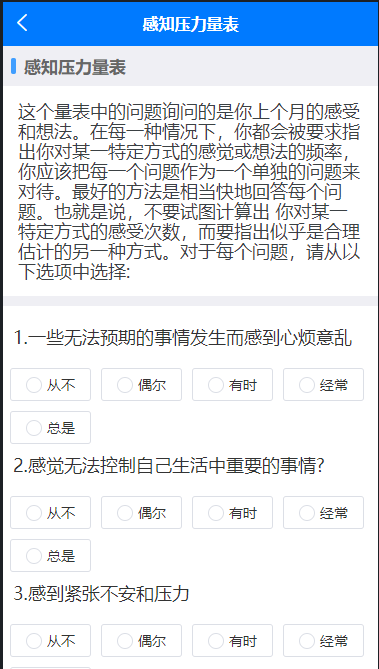 感知压力量表
感知压力量表
这个量表中的问题询问的是你上个月的感受
和想法。在每一种情况下，你都会被要求指
出你对某一特定方式的感觉或想法的频率，
你应该把每一个问题作为一个单独的问题来
对待。最好的方法是相当快地回答每个问
题。也就是说，不要试图计算出 你对某一
特定方式的感受次数，而要指出似乎是合理
估计的另一种方式。对于每个问题，请从以
下选项中选择:
1.一些无法预期的事情发生而感到心烦意乱
从不 偶尔 有时 经常
总是
2.感觉无法控制自己生活中重要的事情?
从不 偶尔 有时 经常
总是
3.感到紧张不安和压力
从不 偶尔 有时 经常